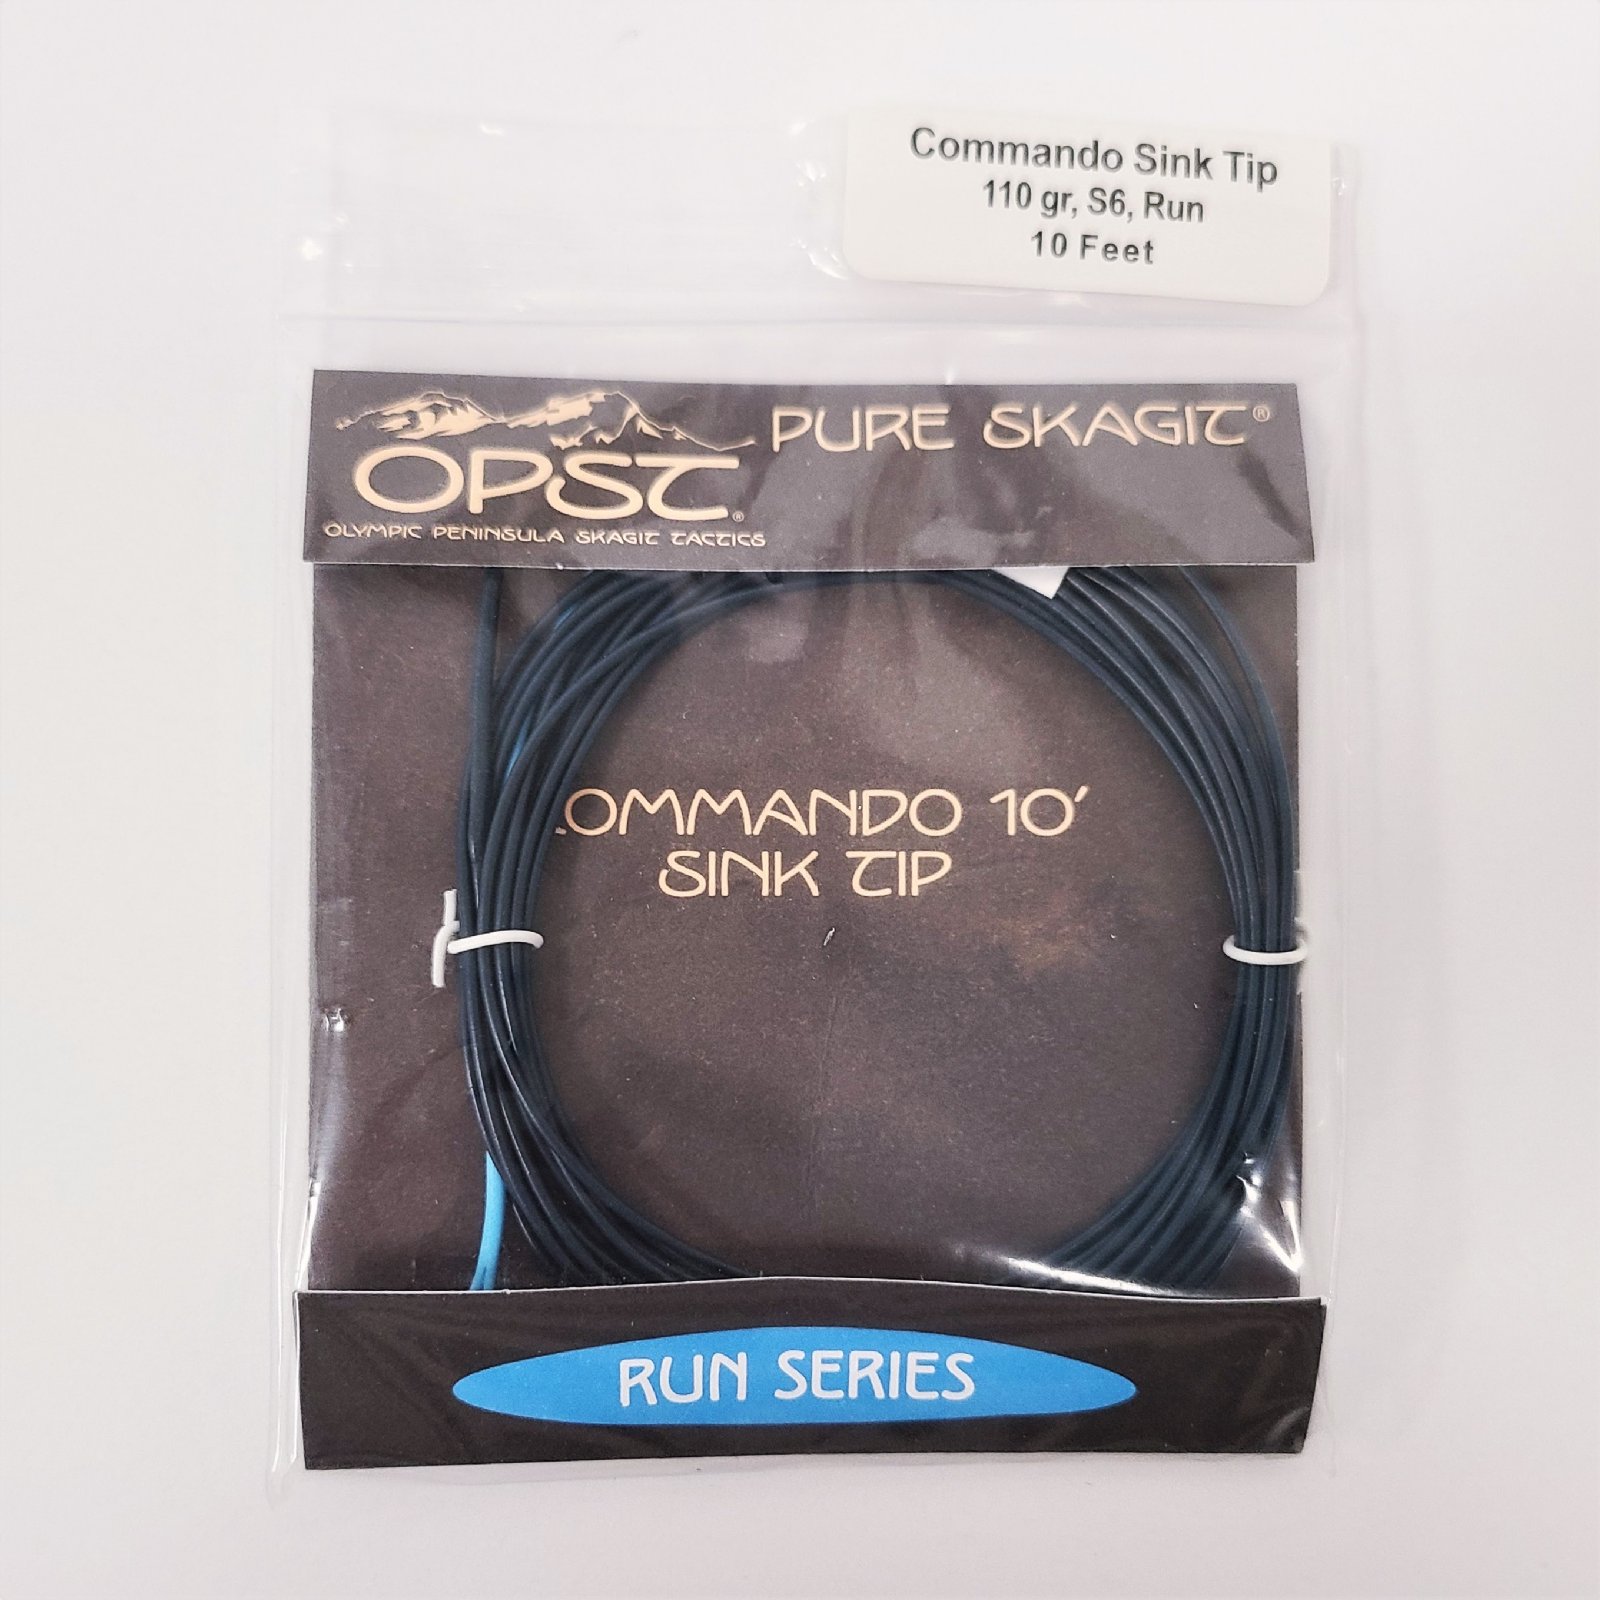 Commando Sink Tip
110 gr, S6, Run
10 Feet
OPST®
PURE SKAGIT®
OLYMPIC PENINSULA SKAGIT TACTICS
COMMANDO 10'
SINK TIP
RUN SERIES